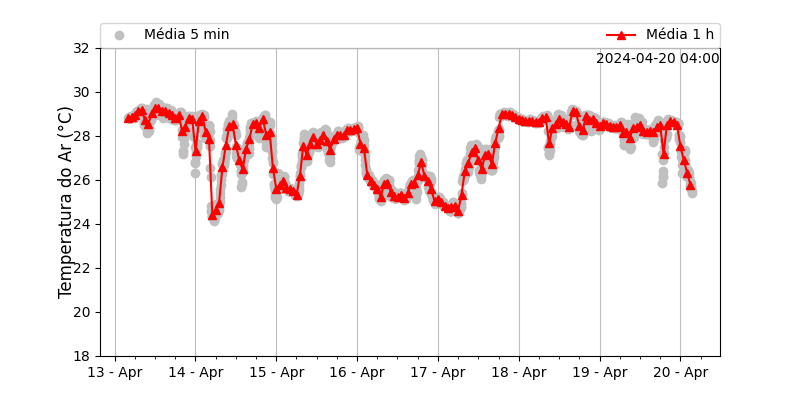 Média 5 min
Média 1 h
2024-04-20 04:00
Temperatura do Ar (°C)
32
30
28
26
24
22
20
18
13 - Apr
14 - Apr
15 - Apr
16 - Apr
17 - Apr
18 - Apr
19 - Apr
20 - Apr